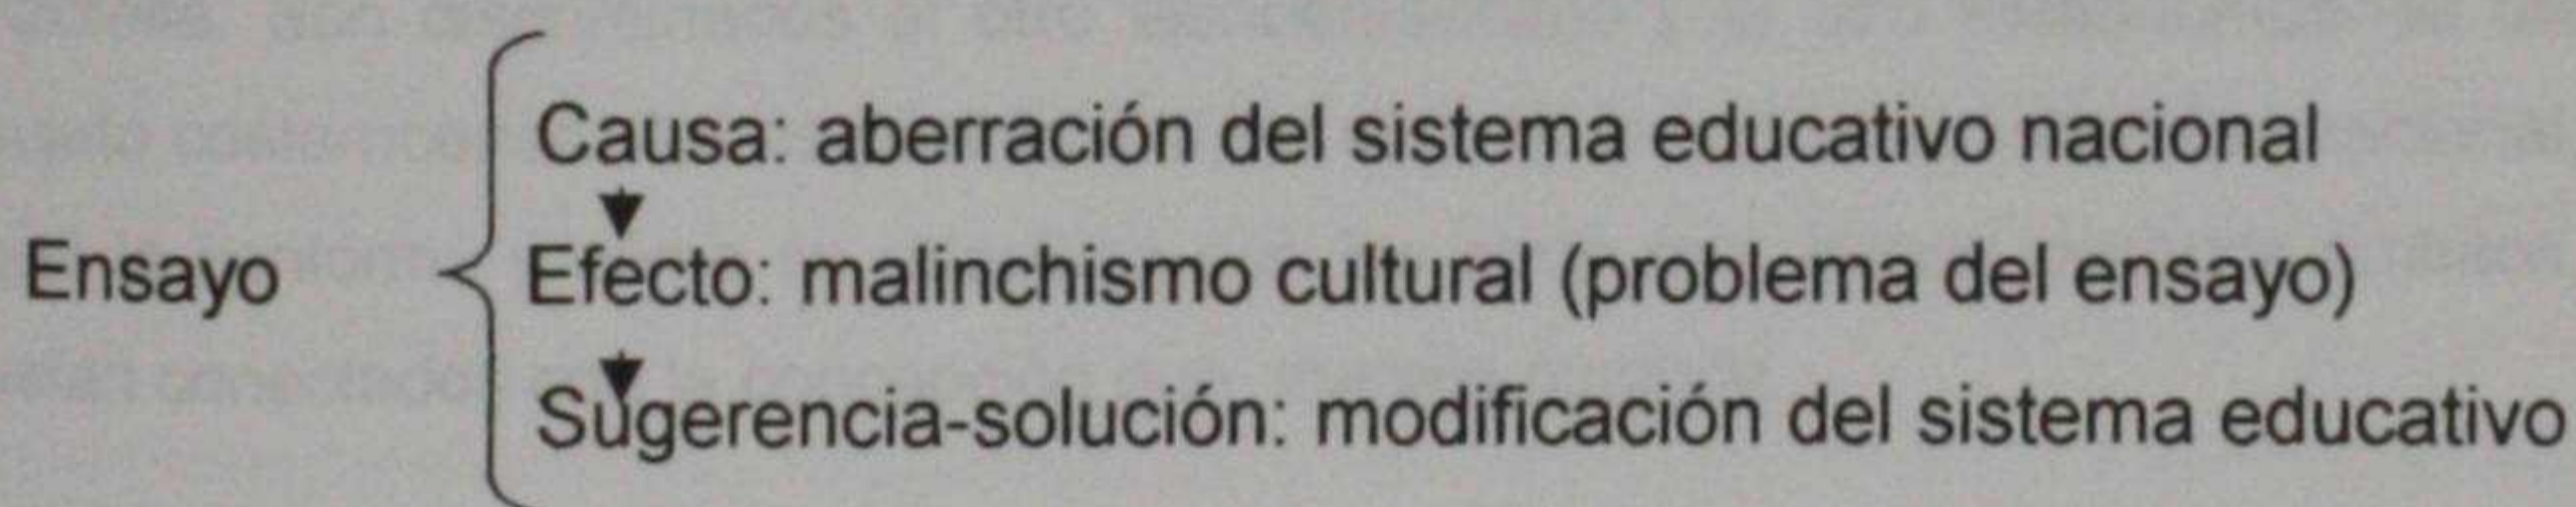 Causa: aberración del sistema educativo nacional
Ensayo Efecto: malinchismo cultural (problema del ensayo)
Sugerencia-solución: modificación del sistema educativo